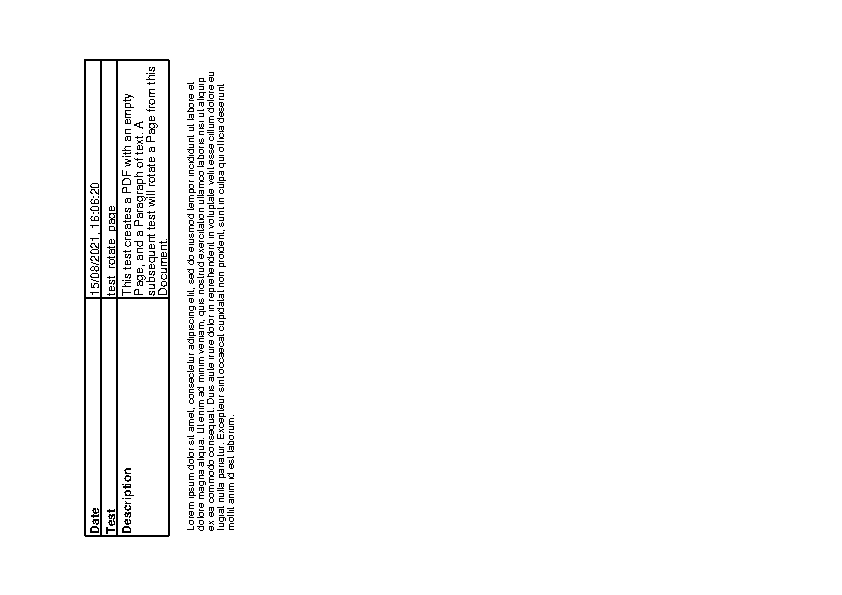 Date 15/08/2021, 16:06:20
Test test_rotate_page
Description This test creates a PDF with an empty
Page, and a Paragraph of text. A
subsequent test will rotate a Page from this
Document.
Lorem ipsum dolor sit amet, consectetur adipiscing elit, sed do eiusmod tempor incididunt ut labore et
dolore magna aliqua. Ut enim ad minim veniam, quis nostrud exercitation ullamco laboris nisi ut aliquip
ex ea commodo consequat. Duis aute irure dolor in reprehenderit in voluptate velit esse cillum dolore eu
fugiat nulla pariatur. Excepteur sint occaecat cupidatat non proident, sunt in culpa qui officia deserunt
mollit anim id est laborum.